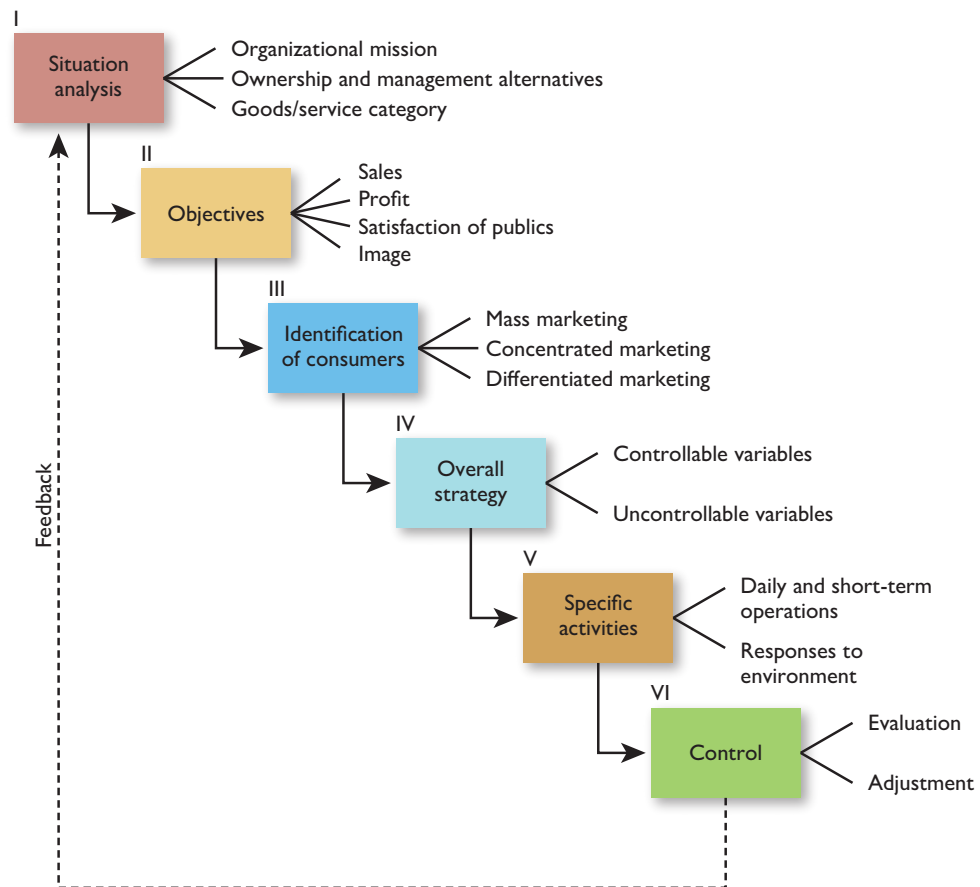 I
Situation
analysis
Organizational mission
Ownership and management alternatives
Goods/service category
II
Objectives
Sales
Profit
Satisfaction of publics
Image
III
Identification
of consumers
Mass marketing
Concentrated marketing
Differentiated marketing
IV
Overall
strategy
Controllable variables
Uncontrollable variables
Feedback
V
Specific
activities
Daily and short-term
operations
Responses to
environment
VI
Control
Evaluation
Adjustment